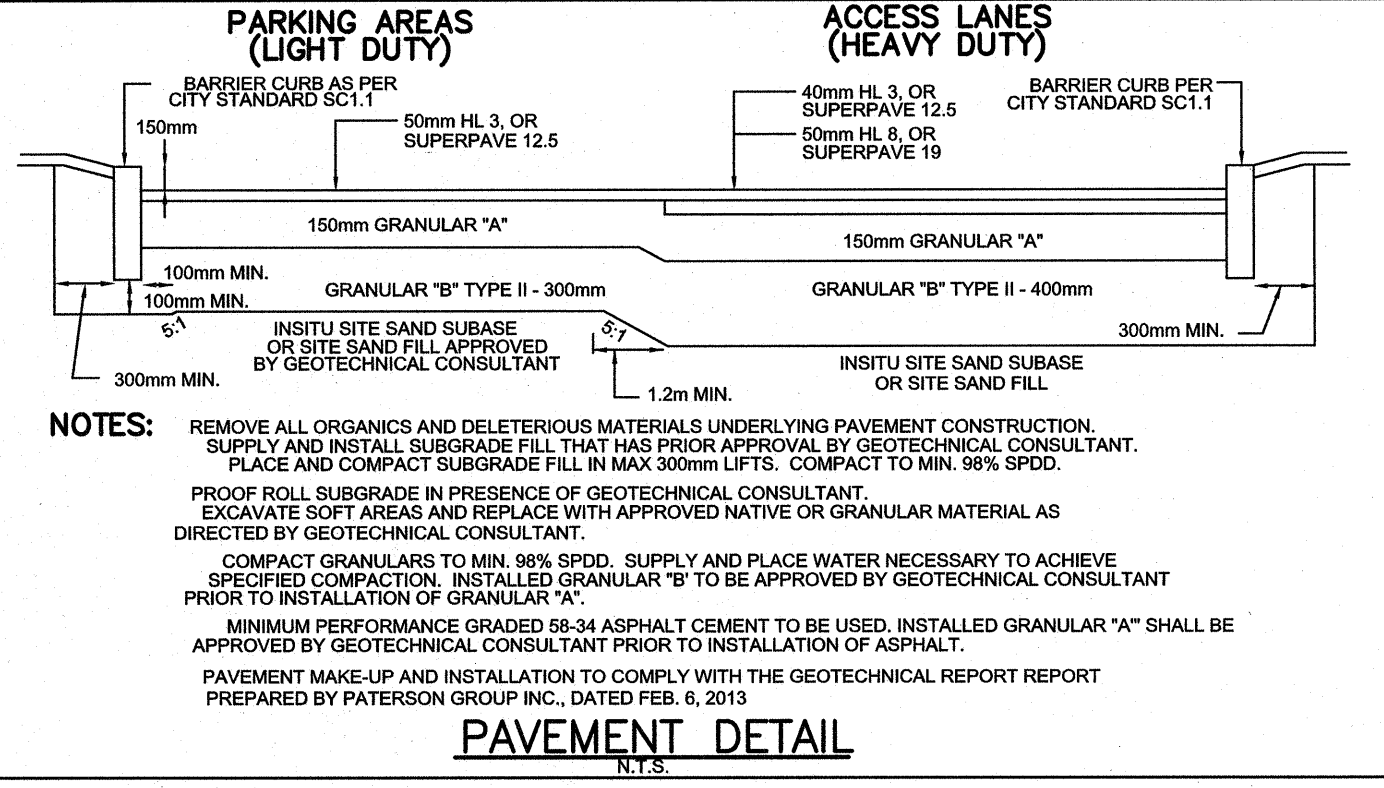 PARKING AREAS
(LIGHT DUTY)
ACCESS LANES
(HEAVY DUTY)
BARRIER CURB AS PER
CITY STANDARD SC1.1
150mm
50mm HL 3, OR
SUPERPAVE 12.5
40mm HL 3, OR
SUPERPAVE 12.5
50mm HL 8, OR
SUPERPAVE 19
BARRIER CURB PER
CITY STANDARD SC1.1
150mm GRANULAR "A"
150mm GRANULAR "A"
100mm MIN.
100mm MIN.
GRANULAR "B" TYPE II - 300mm
GRANULAR "B" TYPE II - 400mm
5:1
INSITU SITE SAND SUBASE
OR SITE SAND FILL APPROVED
BY GEOTECHNICAL CONSULTANT
5:1
300mm MIN.
INSITU SITE SAND SUBASE
OR SITE SAND FILL
300mm MIN.
1.2m MIN.
NOTES:
REMOVE ALL ORGANICS AND DELETERIOUS MATERIALS UNDERLYING PAVEMENT CONSTRUCTION.
SUPPLY AND INSTALL SUBGRADE FILL THAT HAS PRIOR APPROVAL BY GEOTECHNICAL CONSULTANT.
PLACE AND COMPACT SUBGRADE FILL IN MAX 300mm LIFTS. COMPACT TO MIN. 98% SPDD.
PROOF ROLL SUBGRADE IN PRESENCE OF GEOTECHNICAL CONSULTANT.
EXCAVATE SOFT AREAS AND REPLACE WITH APPROVED NATIVE OR GRANULAR MATERIAL AS
DIRECTED BY GEOTECHNICAL CONSULTANT.
COMPACT GRANULARS TO MIN. 98% SPDD. SUPPLY AND PLACE WATER NECESSARY TO ACHIEVE
SPECIFIED COMPACTION. INSTALLED GRANULAR "B' TO BE APPROVED BY GEOTECHNICAL CONSULTANT
PRIOR TO INSTALLATION OF GRANULAR "A".
MINIMUM PERFORMANCE GRADED 58-34 ASPHALT CEMENT TO BE USED. INSTALLED GRANULAR "A'" SHALL BE
APPROVED BY GEOTECHNICAL CONSULTANT PRIOR TO INSTALLATION OF ASPHALT.
PAVEMENT MAKE-UP AND INSTALLATION TO COMPLY WITH THE GEOTECHNICAL REPORT REPORT
PREPARED BY PATERSON GROUP INC., DATED FEB. 6, 2013
PAVEMENT DETAIL
N.T.S.